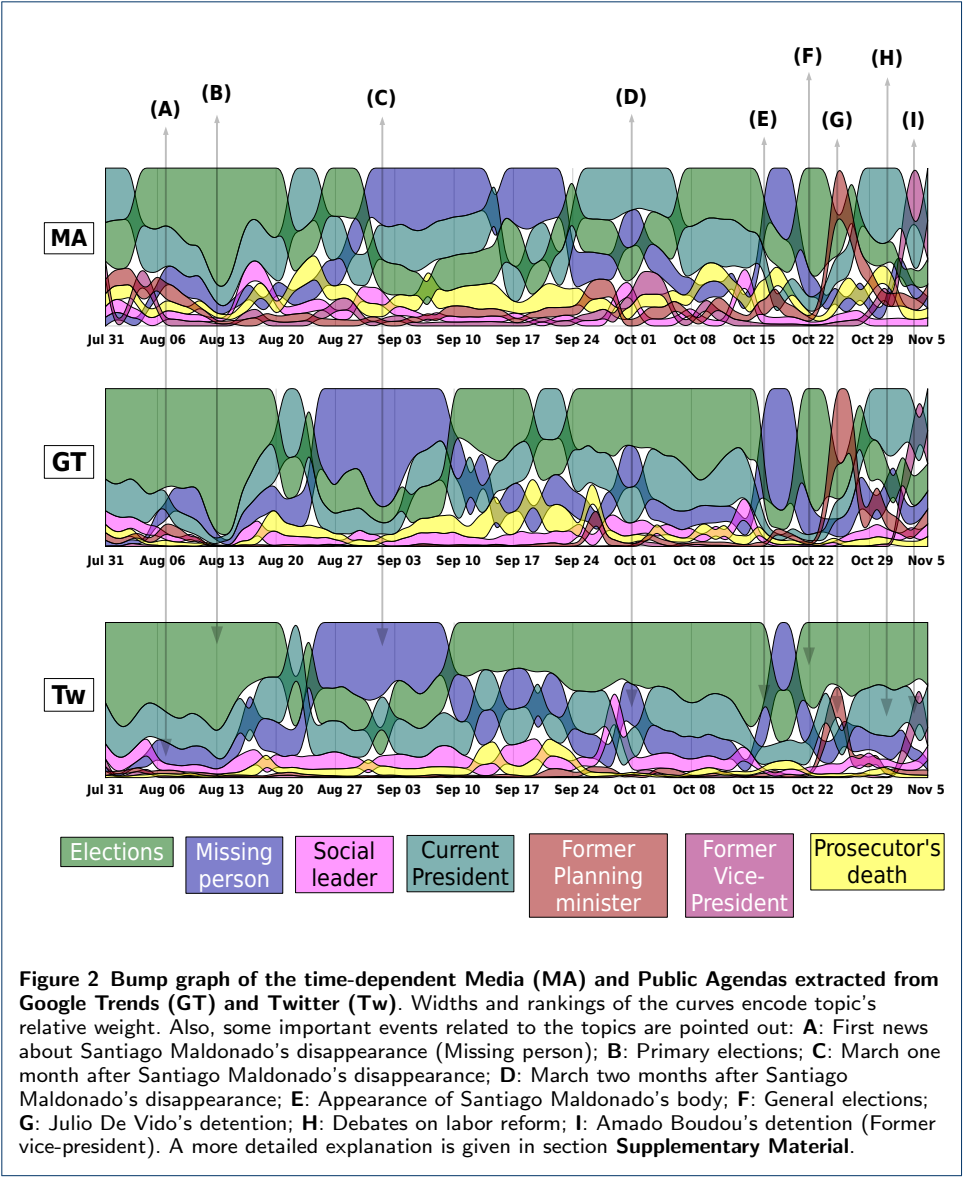 (F)
(H)
(B)
(C)
(D)
(A)
(E)
(G)
(I)
MA
Jul 31 Aug 06 Aug 13 Aug 20 Aug 27 Sep 03 Sep 10 Sep 17 Sep 24 Oct 01 Oct 08 Oct 15 Oct 22 Oct 29 Nov 5
GT
Jul 31 Aug 06 Aug 13 Aug 20 Aug 27 Sep 03 Sep 10 Sep 17 Sep 24 Oct 01 Oct 08 Oct 15 Oct 22 Oct 29 Nov 5
Tw
Jul 31 Aug 06 Aug 13 Aug 20 Aug 27 Sep 03 Sep 10 Sep 17 Sep 24 Oct 01 Oct 08 Oct 15 Oct 22 Oct 29 Nov 5
Elections
Missing
person
Social
leader
Current
President
Former
Planning
minister
Former
Vice-
President
Prosecutor's
death
Figure 2 Bump graph of the time-dependent Media (MA) and Public Agendas extracted from
Google Trends (GT) and Twitter (Tw). Widths and rankings of the curves encode topic's
relative weight. Also, some important events related to the topics are pointed out: A: First news
about Santiago Maldonado's disappearance (Missing person); B: Primary elections; C: March one
month after Santiago Maldonado's disappearance; D: March two months after Santiago
Maldonado's disappearance; E: Appearance of Santiago Maldonado's body; F: General elections;
G: Julio De Vido's detention; H: Debates on labor reform; I: Amado Boudou's detention (Former
vice-president). A more detailed explanation is given in section Supplementary Material.